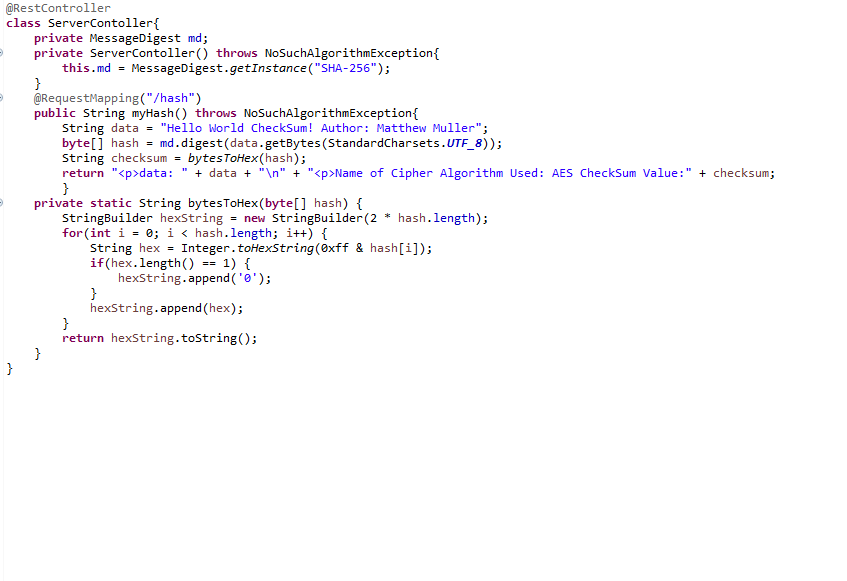 @RestController
class ServerContoller{
    private MessageDigest md;
    private ServerContoller() throws NoSuchAlgorithmException{
        this.md = MessageDigest.getInstance("SHA-256");
    }
    @RequestMapping("/hash")
    public String myHash() throws NoSuchAlgorithmException{
        String data = "Hello World CheckSum! Author: Matthew Muller";
        byte[] hash = md.digest(data.getBytes(StandardCharsets.UTF_8));
        String checksum = bytesToHex(hash);
        return "<p>data: " + data + "\n" + "<p>Name of Cipher Algorithm Used: AES CheckSum Value:" + checksum;
        }
    private static String bytesToHex(byte[] hash) {
        StringBuilder hexString = new StringBuilder(2 * hash.length);
        for(int i = 0; i < hash.length; i++) {
            String hex = Integer.toHexString(0xff & hash[i]);
            if(hex.length() == 1) {
                hexString.append('0');
            }
            hexString.append(hex);
        }
        return hexString.toString();
    }
}